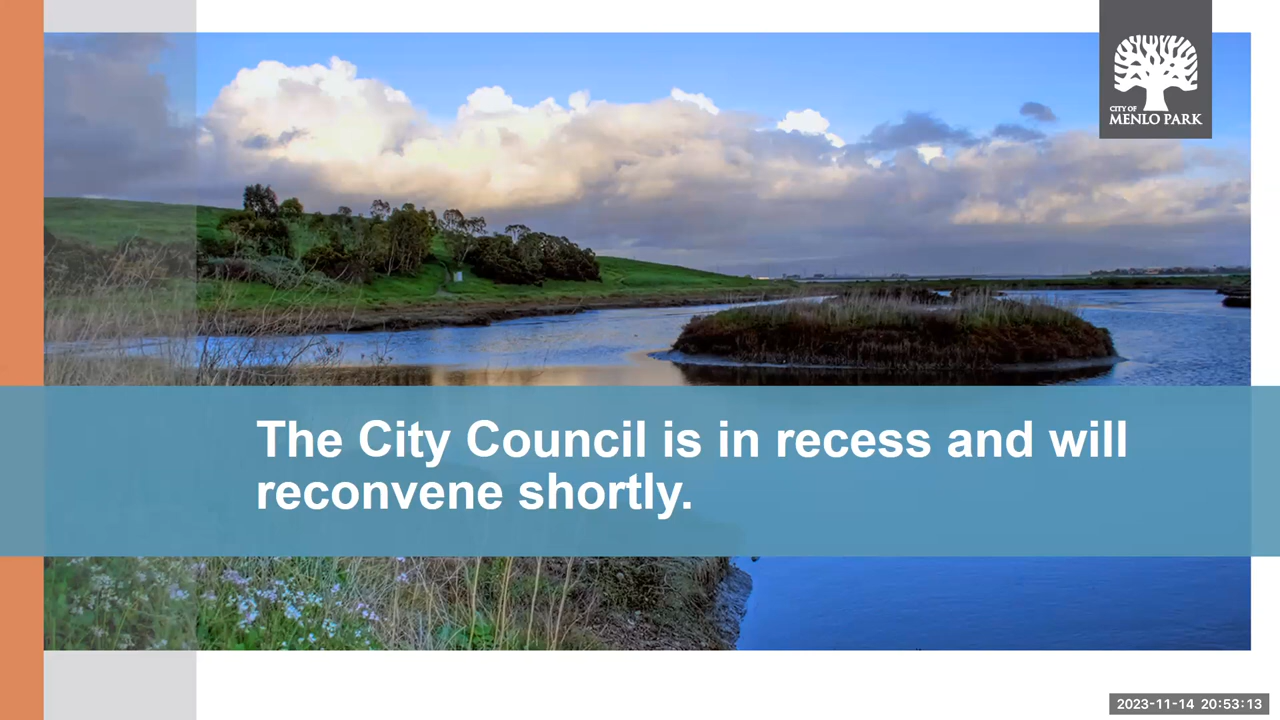 CITY OF
MENLO PARK
The City Council is in recess and will
reconvene shortly.
2023-11-14 20:53:13